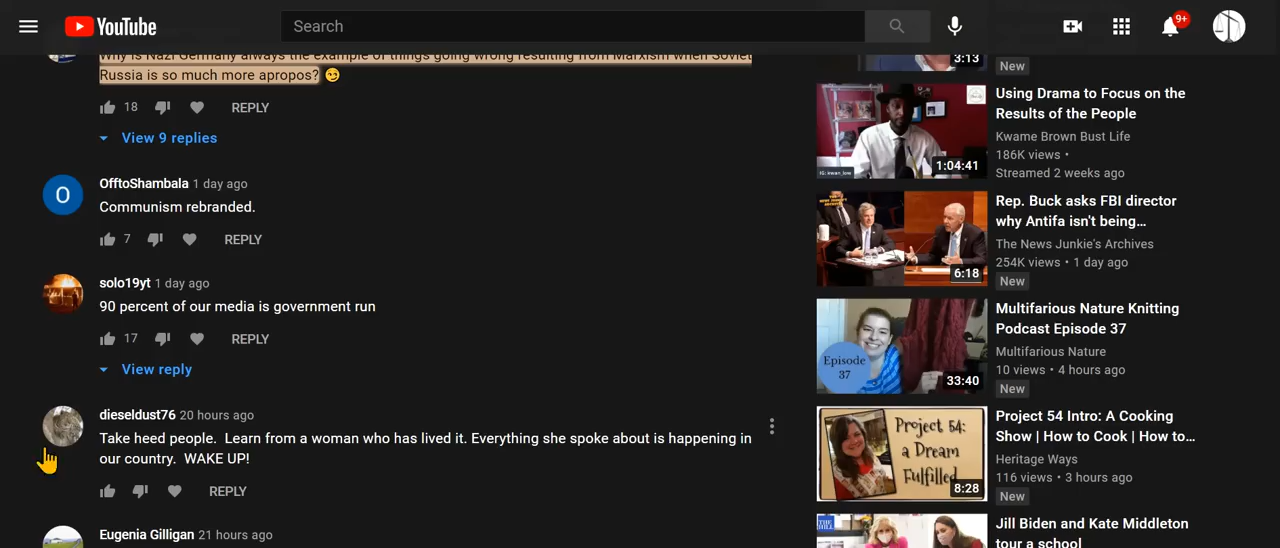 YouTube
Search
9+
Why is Nazi Germany always the example of things going wrong resulting from Marxism when Soviet
Russia is so much more apropos? 😏
18 REPLY
View 9 replies
OfftoShambala 1 day ago
O
Communism rebranded.
7 REPLY
solo19yt 1 day ago
90 percent of our media is government run
17 REPLY
View reply
dieseldust76 20 hours ago
Take heed people. Learn from a woman who has lived it. Everything she spoke about is happening in
our country. WAKE UP!
REPLY
Eugenia Gilligan 21 hours ago
3:13
New
1:04:41
Using Drama to Focus on the
Results of the People
Kwame Brown Bust Life
186K views •
Streamed 2 weeks ago
6:18
Rep. Buck asks FBI director
why Antifa isn't being...
The News Junkie's Archives
254K views • 1 day ago
New
Episode
37
33:40
Multifarious Nature Knitting
Podcast Episode 37
Multifarious Nature
10 views • 4 hours ago
New
Project 54:
a Dream
Fulfilled
8:28
Project 54 Intro: A Cooking
Show | How to Cook | How to...
Heritage Ways
116 views • 3 hours ago
New
THE HILL
Jill Biden and Kate Middleton
tour a school